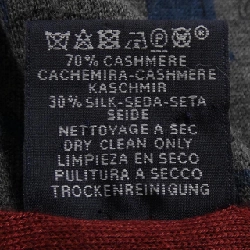 70% CASHMERE
CACHEMIRA-CASHMERE
KASCHMIR
30% SILK-SEDA-SETA
SEIDE
NETTOYAGE A SEC
DRY CLEAN ONLY
LIMPIEZA EN SECO
PULITURA A SECCO
TROCKENREINIGUNG